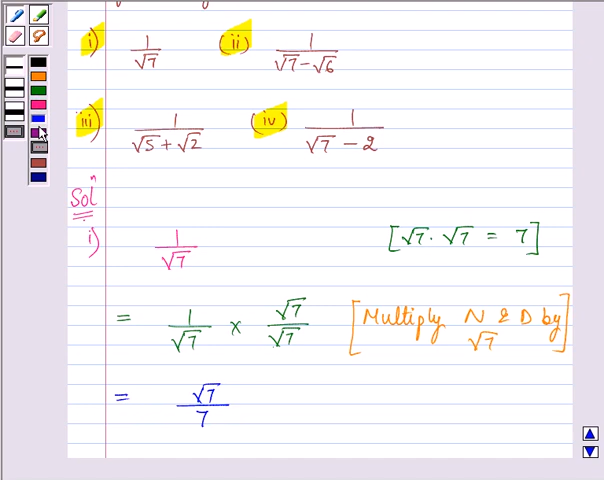 i) 1/√7 (ii) 1/(√7−√6)
iii) 1/(√5+√2) (iv) 1/(√7−2)
Solⁿ
i) 1/√7 [√7·√7 = 7]
= 1/√7 × √7/√7 [Multiply N & D by √7]
= √7/7